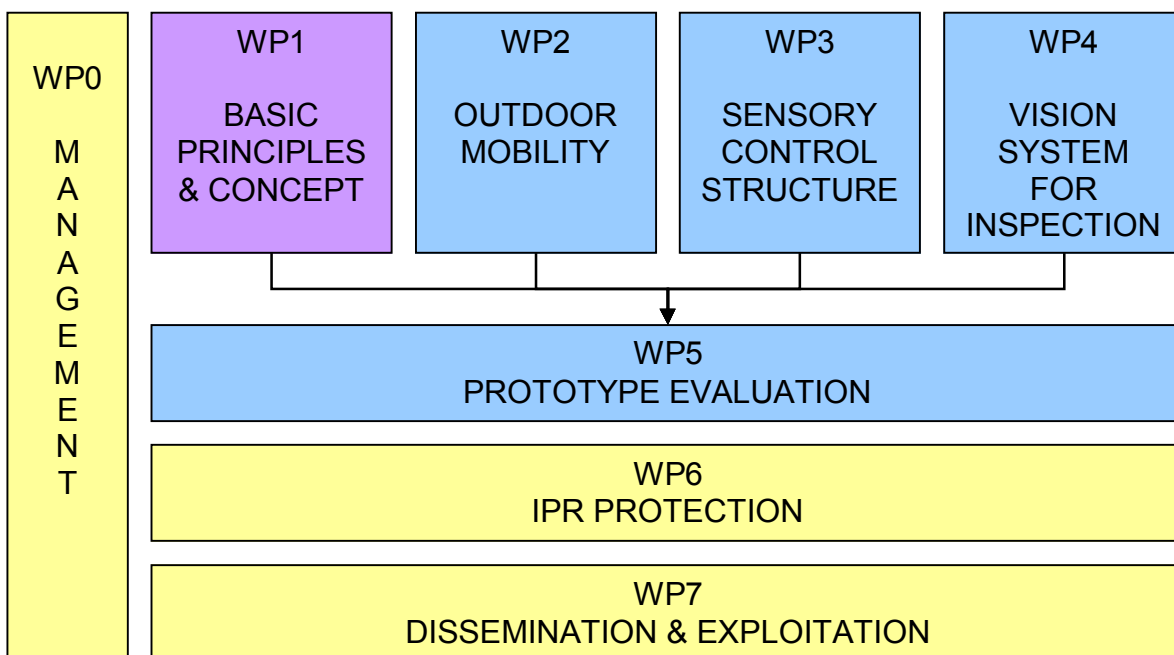 WP0
M
A
N
A
G
E
M
E
N
T
WP1
BASIC
PRINCIPLES
& CONCEPT
WP2
OUTDOOR
MOBILITY
WP3
SENSORY
CONTROL
STRUCTURE
WP4
VISION
SYSTEM
FOR
INSPECTION
WP5
PROTOTYPE EVALUATION
WP6
IPR PROTECTION
WP7
DISSEMINATION & EXPLOITATION